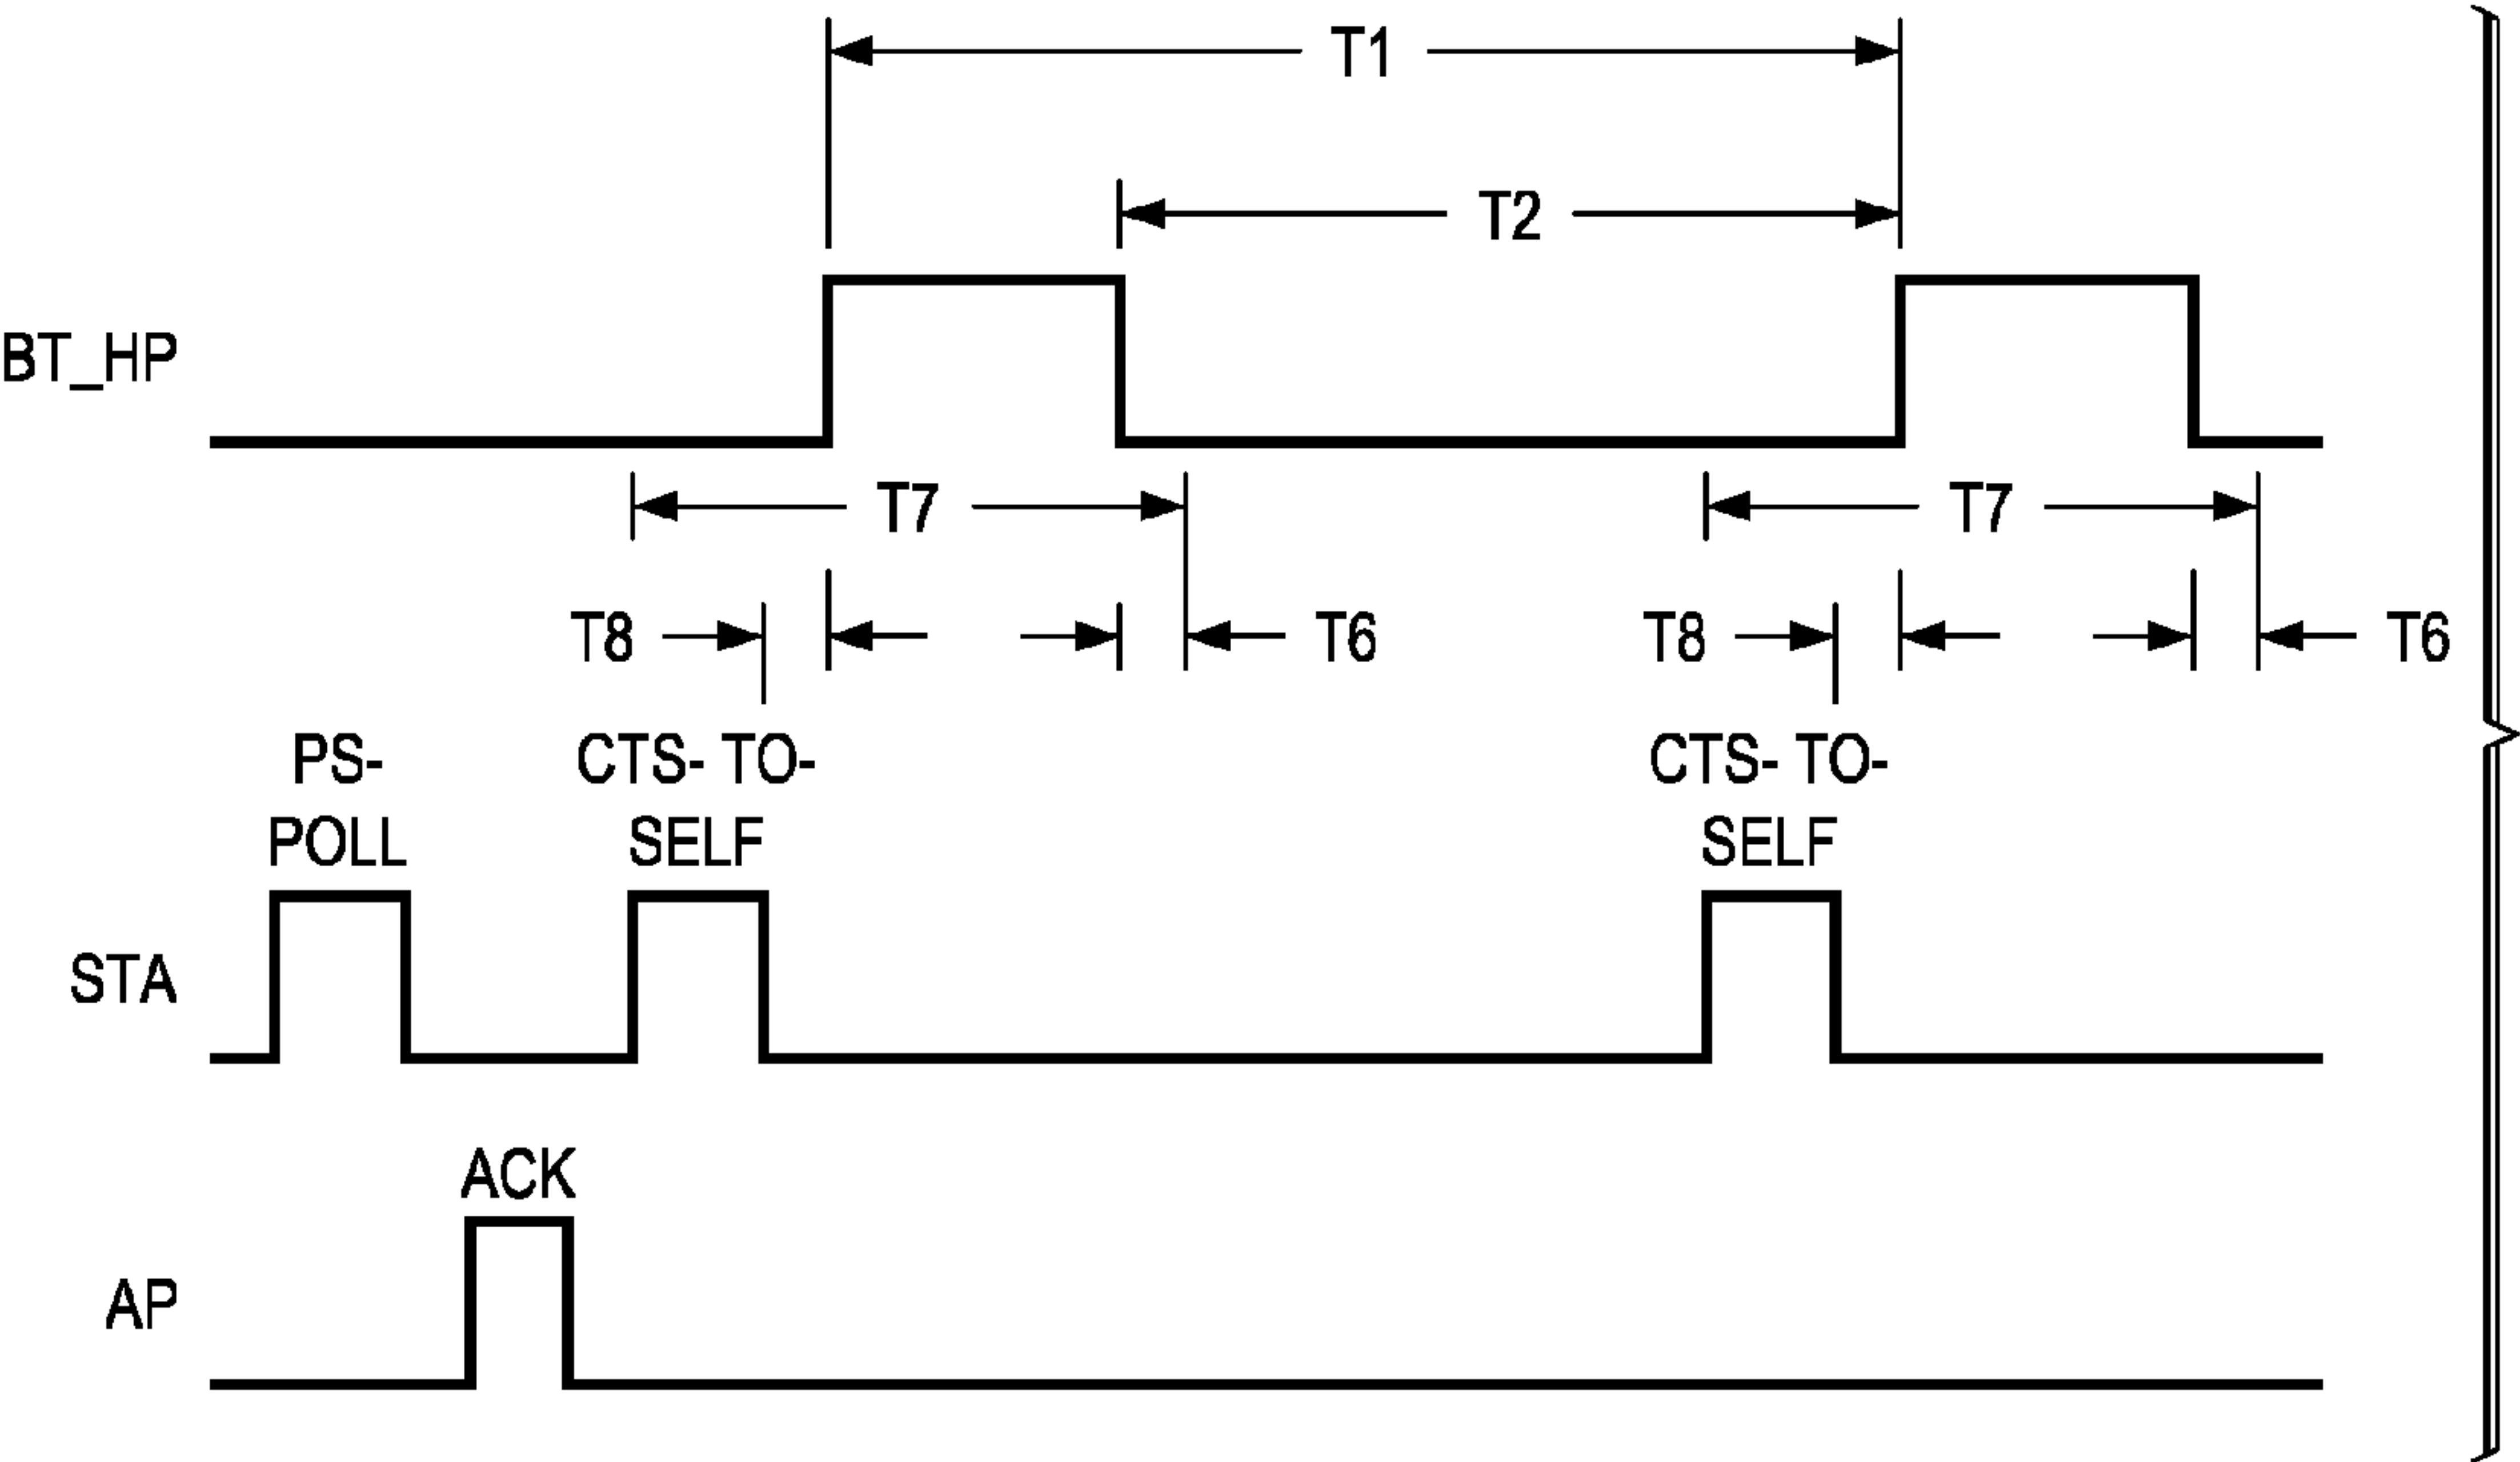 T1
T2
BT_HP
T7 T7
T8 T6 T8 T6
PS- CTS- TO- CTS- TO-
POLL SELF SELF
STA
ACK
AP